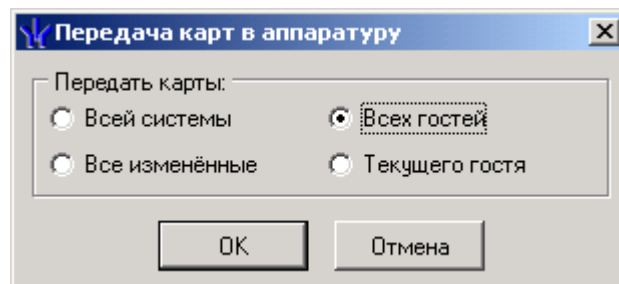 Передача карт в аппаратуру
Передать карты:
Всей системы Всех гостей
Все изменённые Текущего гостя
OK Отмена